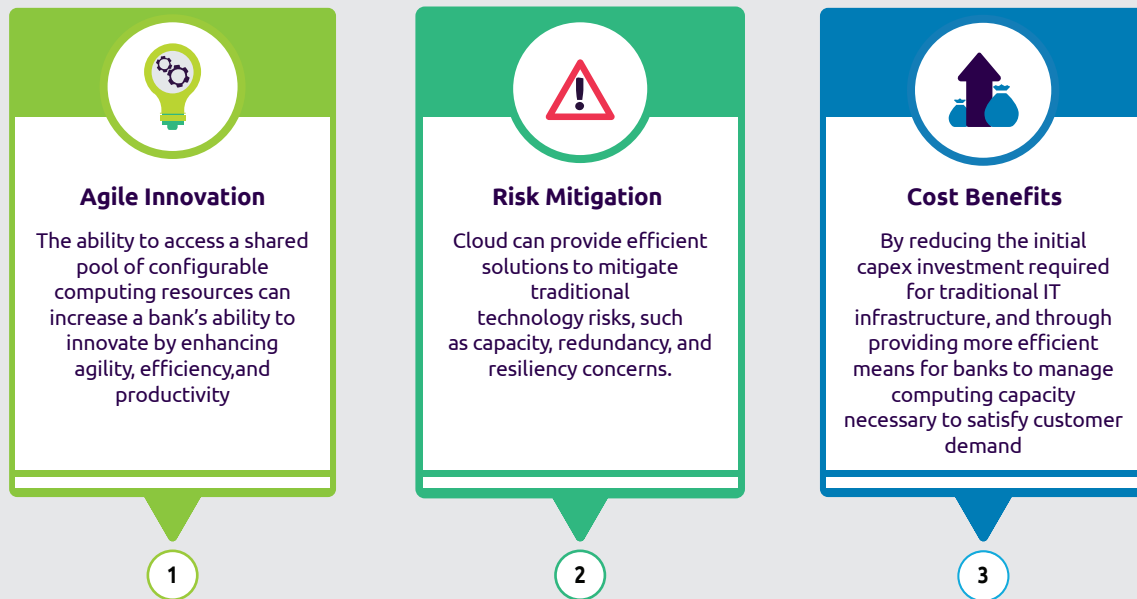 Agile Innovation
The ability to access a shared
pool of configurable
computing resources can
increase a bank’s ability to
innovate by enhancing
agility, efficiency,and
productivity
1
Risk Mitigation
Cloud can provide efficient
solutions to mitigate
traditional
technology risks, such
as capacity, redundancy, and
resiliency concerns.
2
Cost Benefits
By reducing the initial
capex investment required
for traditional IT
infrastructure, and through
providing more efficient
means for banks to manage
computing capacity
necessary to satisfy customer
demand
3